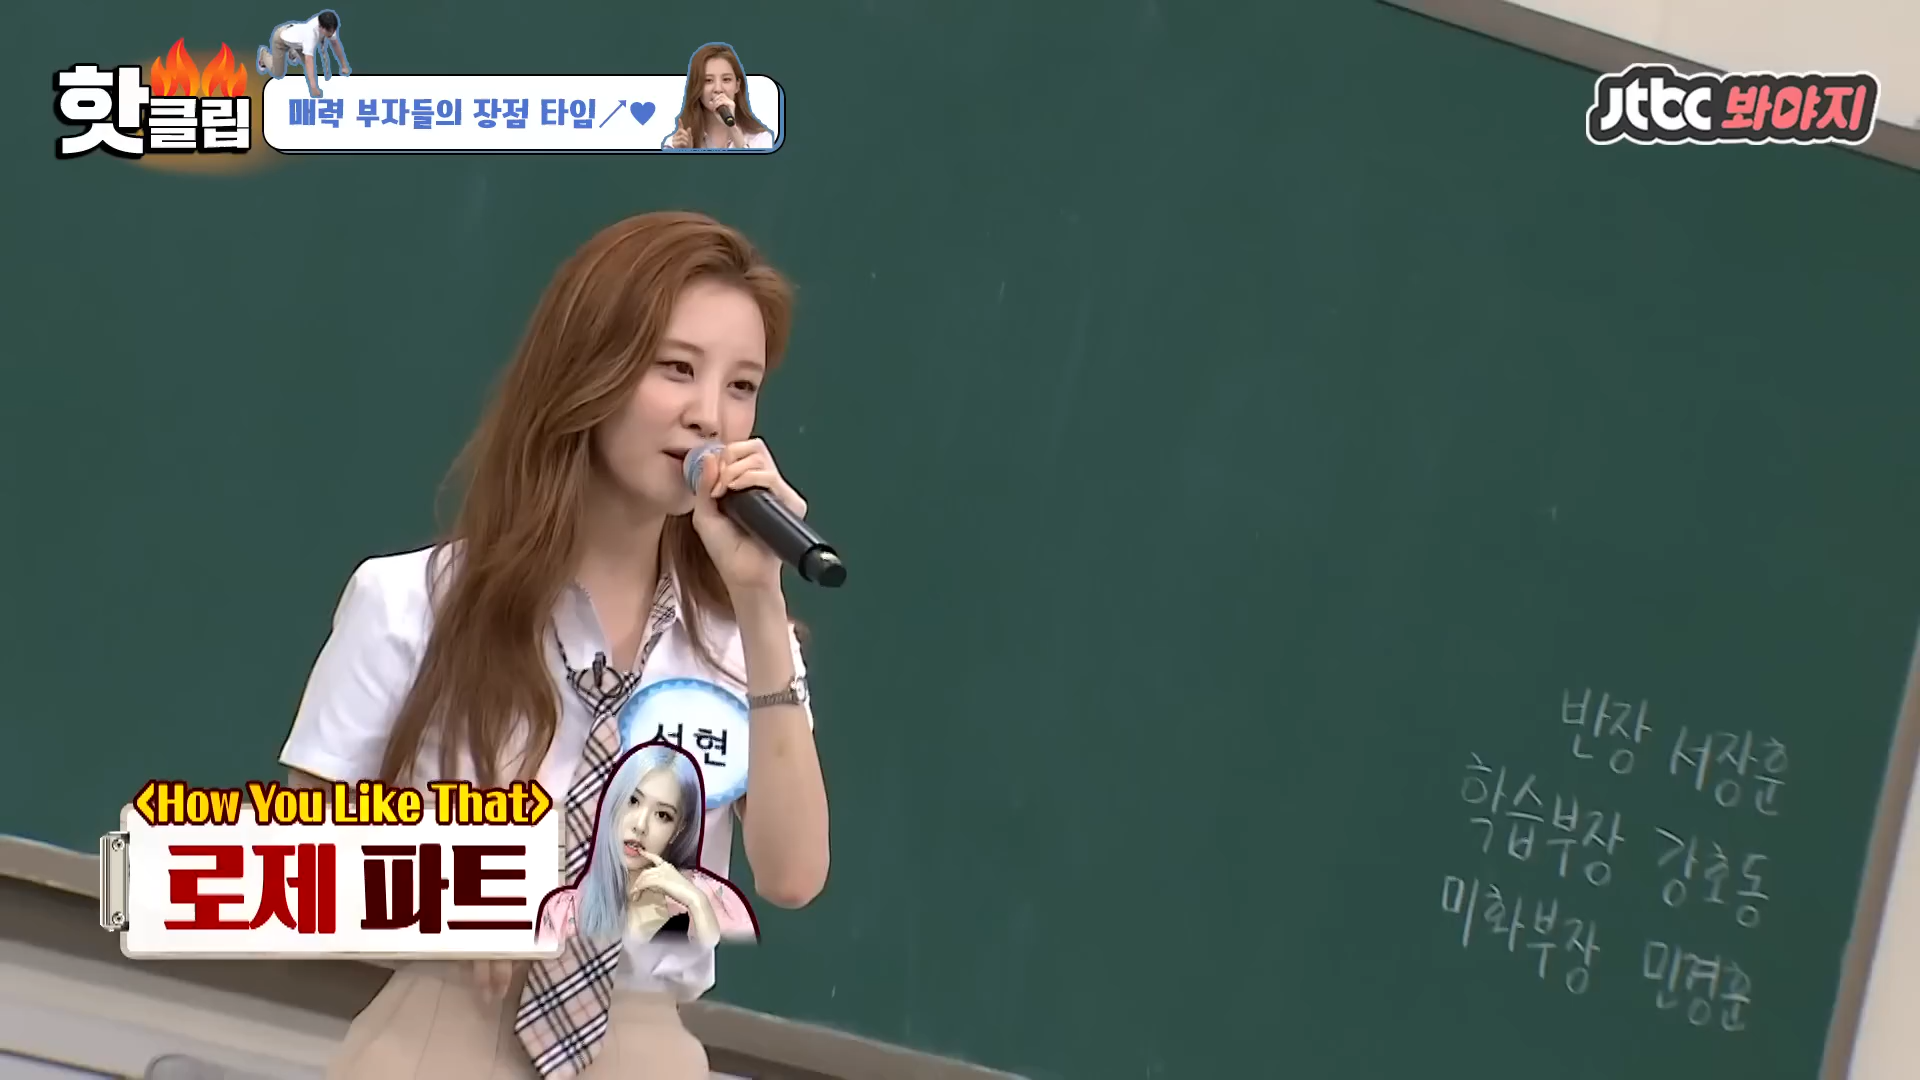 핫클립
매력 부자들의 장점 타임↗♥
jtbc 봐야지
서현
<How You Like That>
로제 파트
반장 서장훈
학습부장 강호동
미화부장 민경훈